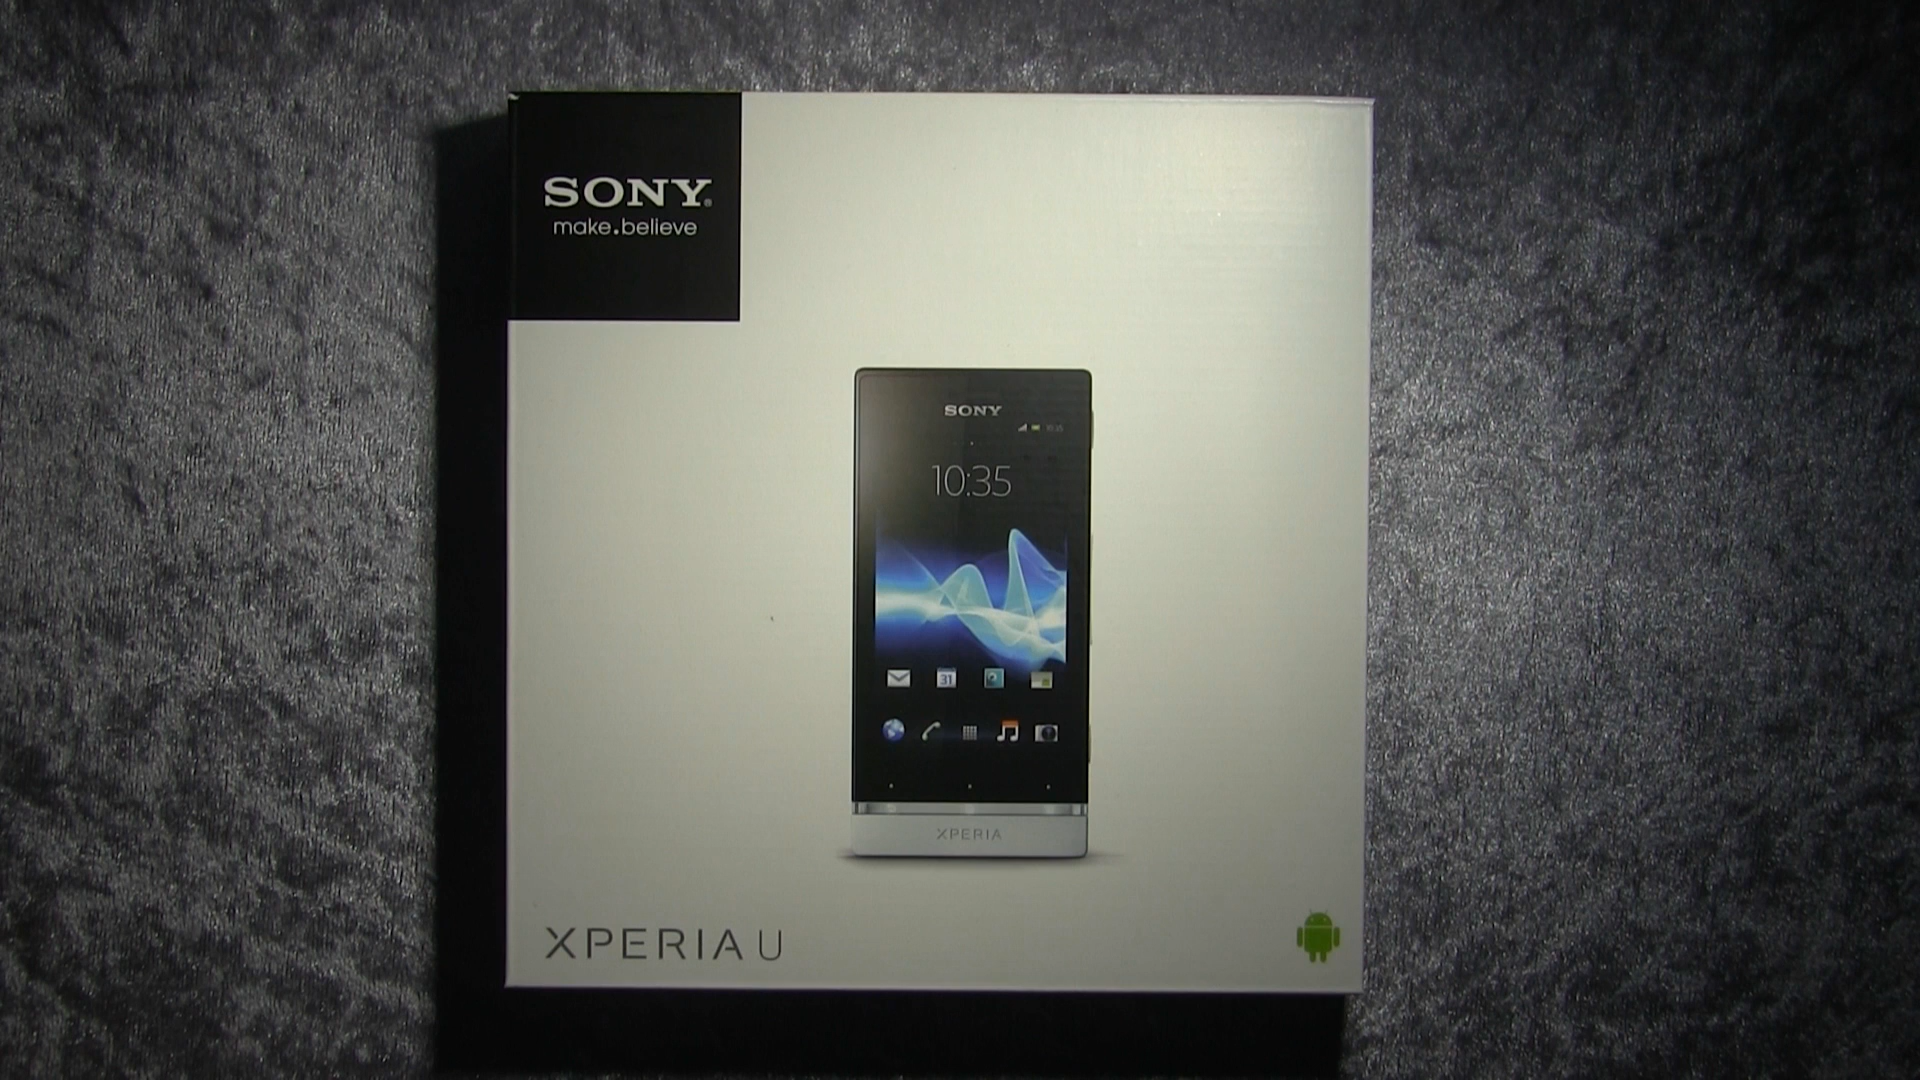 SONY®
make.believe
SONY
10:35
31
XPERIA
XPERIA U